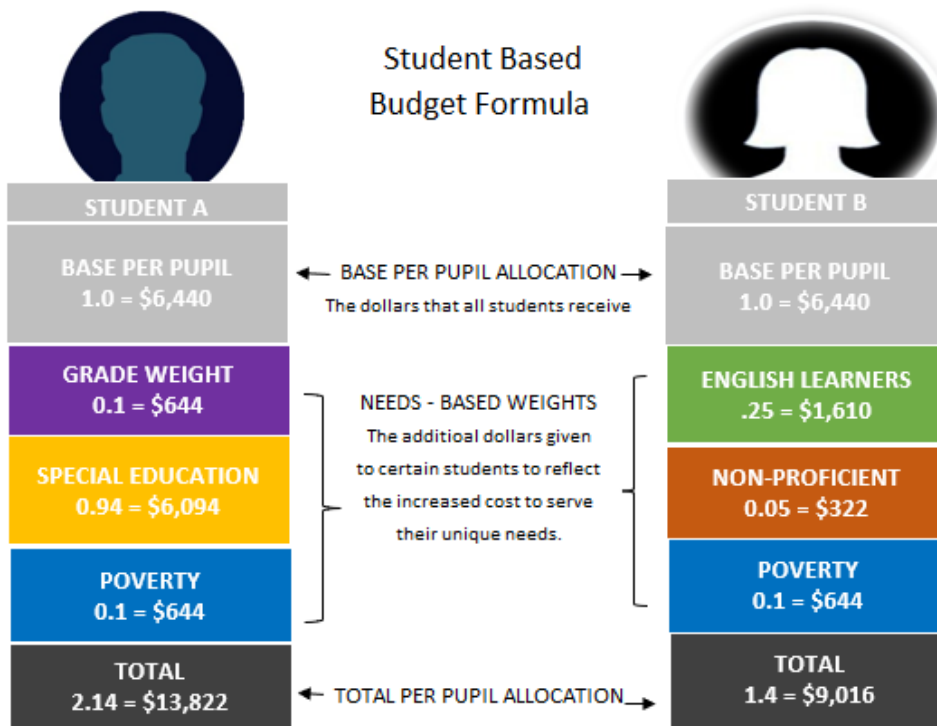 Student Based
Budget Formula
STUDENT A
BASE PER PUPIL
1.0 = $6,440
GRADE WEIGHT
0.1 = $644
SPECIAL EDUCATION
0.94 = $6,094
POVERTY
0.1 = $644
TOTAL
2.14 = $13,822
BASE PER PUPIL ALLOCATION
The dollars that all students receive
NEEDS - BASED WEIGHTS
The additioal dollars given
to certain students to reflect
the increased cost to serve
their unique needs.
TOTAL PER PUPIL ALLOCATION
STUDENT B
BASE PER PUPIL
1.0 = $6,440
ENGLISH LEARNERS
.25 = $1,610
NON-PROFICIENT
0.05 = $322
POVERTY
0.1 = $644
TOTAL
1.4 = $9,016